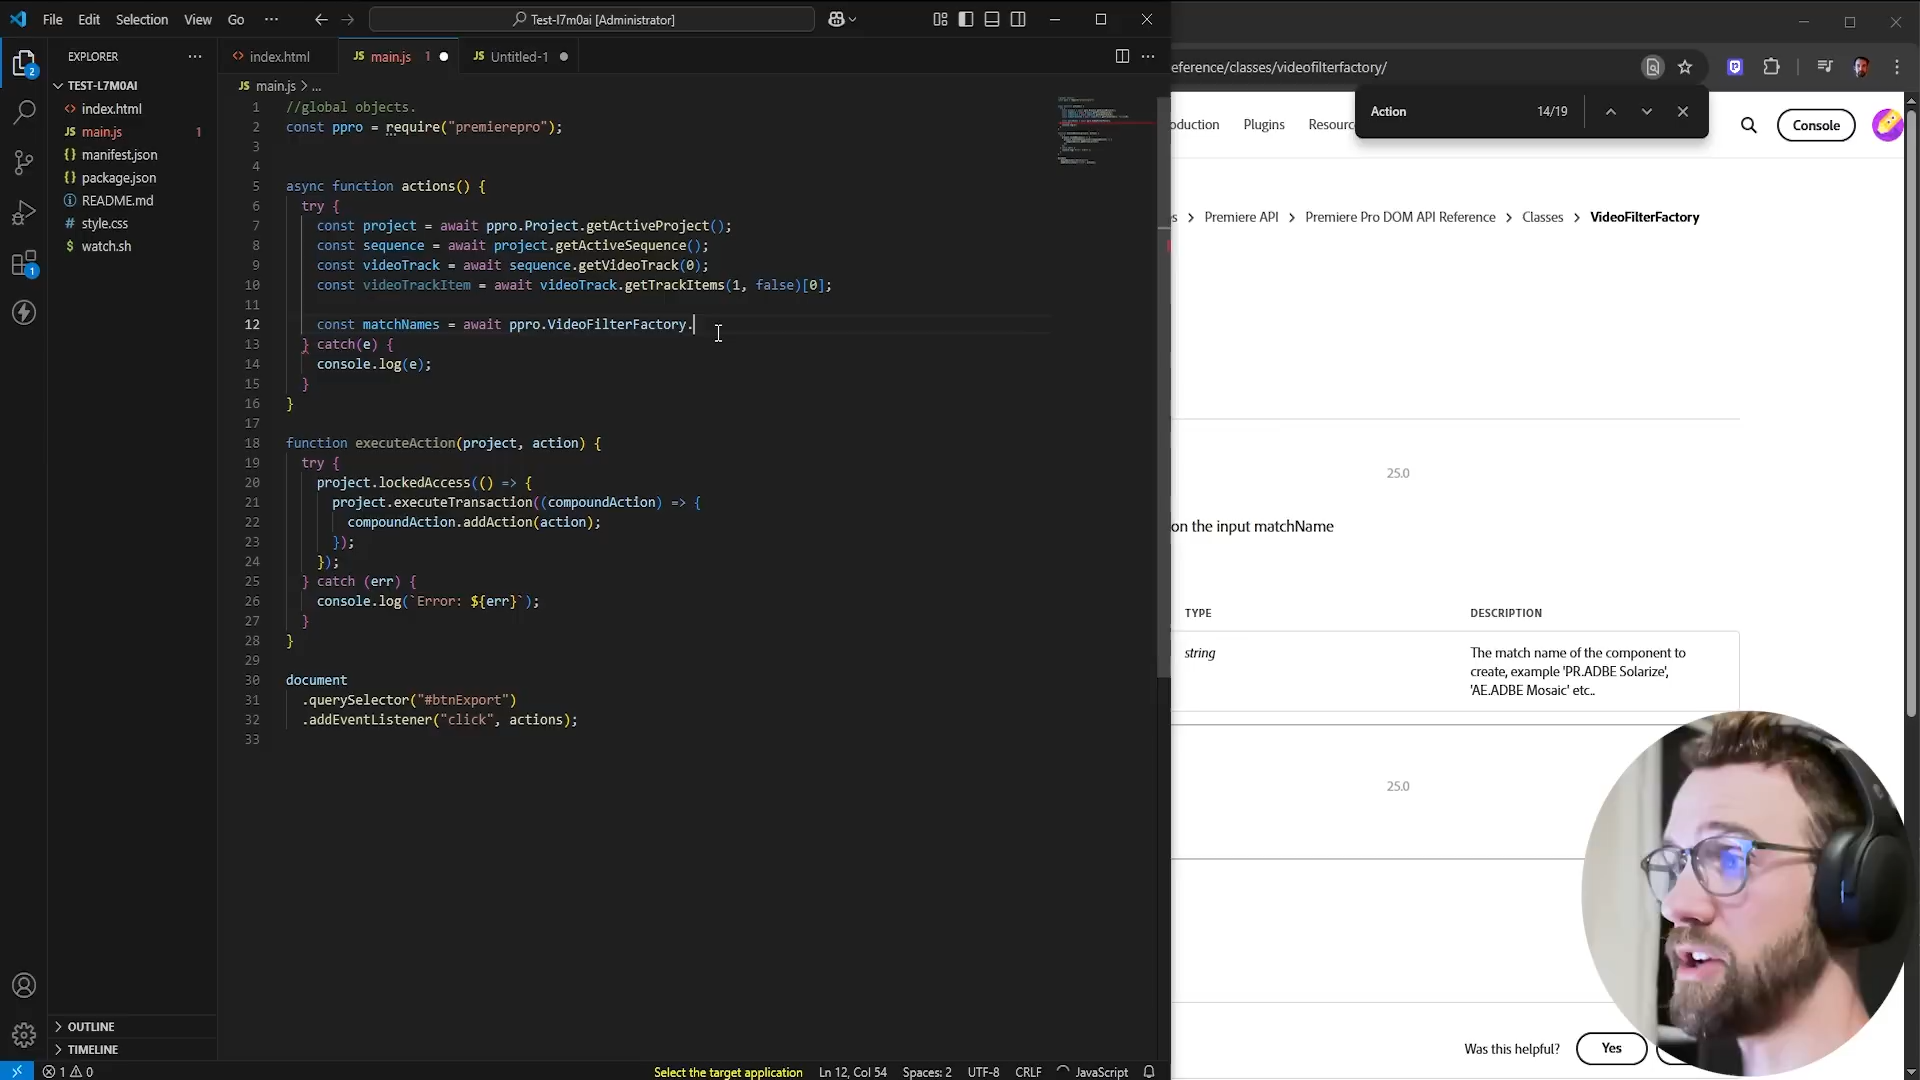 File Edit Selection View Go ···
Test-l7m0ai [Administrator]
EXPLORER ···
index.html
JS main.js 1
JS Untitled-1
TEST-L7M0AI
index.html
JS main.js 1
{} manifest.json
{} package.json
README.md
# style.css
$ watch.sh
OUTLINE
TIMELINE
2
1
JS main.js > ...
1 //global objects.
2 const ppro = require("premierepro");
3
4
5 async function actions() {
6 try {
7 const project = await ppro.Project.getActiveProject();
8 const sequence = await project.getActiveSequence();
9 const videoTrack = await sequence.getVideoTrack(0);
10 const videoTrackItem = await videoTrack.getTrackItems(1, false)[0];
11
12 const matchNames = await ppro.VideoFilterFactory.
13 } catch(e) {
14 console.log(e);
15 }
16 }
17
18 function executeAction(project, action) {
19 try {
20 project.lockedAccess(() => {
21 project.executeTransaction((compoundAction) => {
22 compoundAction.addAction(action);
23 });
24 });
25 } catch (err) {
26 console.log(`Error: ${err}`);
27 }
28 }
29
30 document
31 .querySelector("#btnExport")
32 .addEventListener("click", actions);
33
1 0
Select the target application Ln 12, Col 54 Spaces: 2 UTF-8 CRLF JavaScript
eference/classes/videofilterfactory/
Action 14/19
oduction Plugins Resourc
Console
s > Premiere API > Premiere Pro DOM API Reference > Classes > VideoFilterFactory
25.0
on the input matchName
TYPE DESCRIPTION
string
The match name of the component to
create, example 'PR.ADBE Solarize',
'AE.ADBE Mosaic' etc..
25.0
Was this helpful? Yes